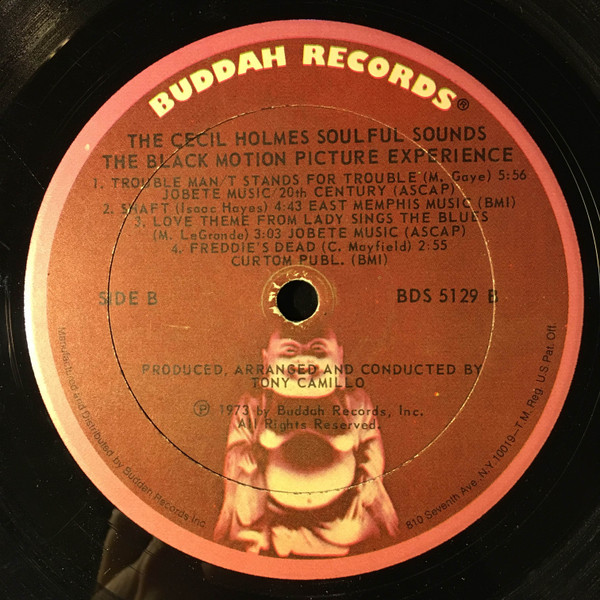 BUDDAH RECORDS®
THE CECIL HOLMES SOULFUL SOUNDS
THE BLACK MOTION PICTURE EXPERIENCE
1. TROUBLE MAN/T STANDS FOR TROUBLE (M. Gaye) 5:56
JOBETE MUSIC/20th CENTURY (ASCAP)
2. SHAFT (Isaac Hayes) 4:43 EAST MEMPHIS MUSIC (BMI)
3. LOVE THEME FROM LADY SINGS THE BLUES
(M. LeGrande) 3:03 JOBETE MUSIC (ASCAP)
4. FREDDIE'S DEAD (C. Mayfield) 2:55
CURTOM PUBL. (BMI)
SIDE B
BDS 5129 B
PRODUCED, ARRANGED AND CONDUCTED BY
TONY CAMILLO
Ⓟ 1973 by Buddah Records, Inc.
All Rights Reserved.
Manufactured and Distributed by Buddah Records Inc.
810 Seventh Ave., N.Y. 10019—T.M. Reg. U.S Pat. Off.